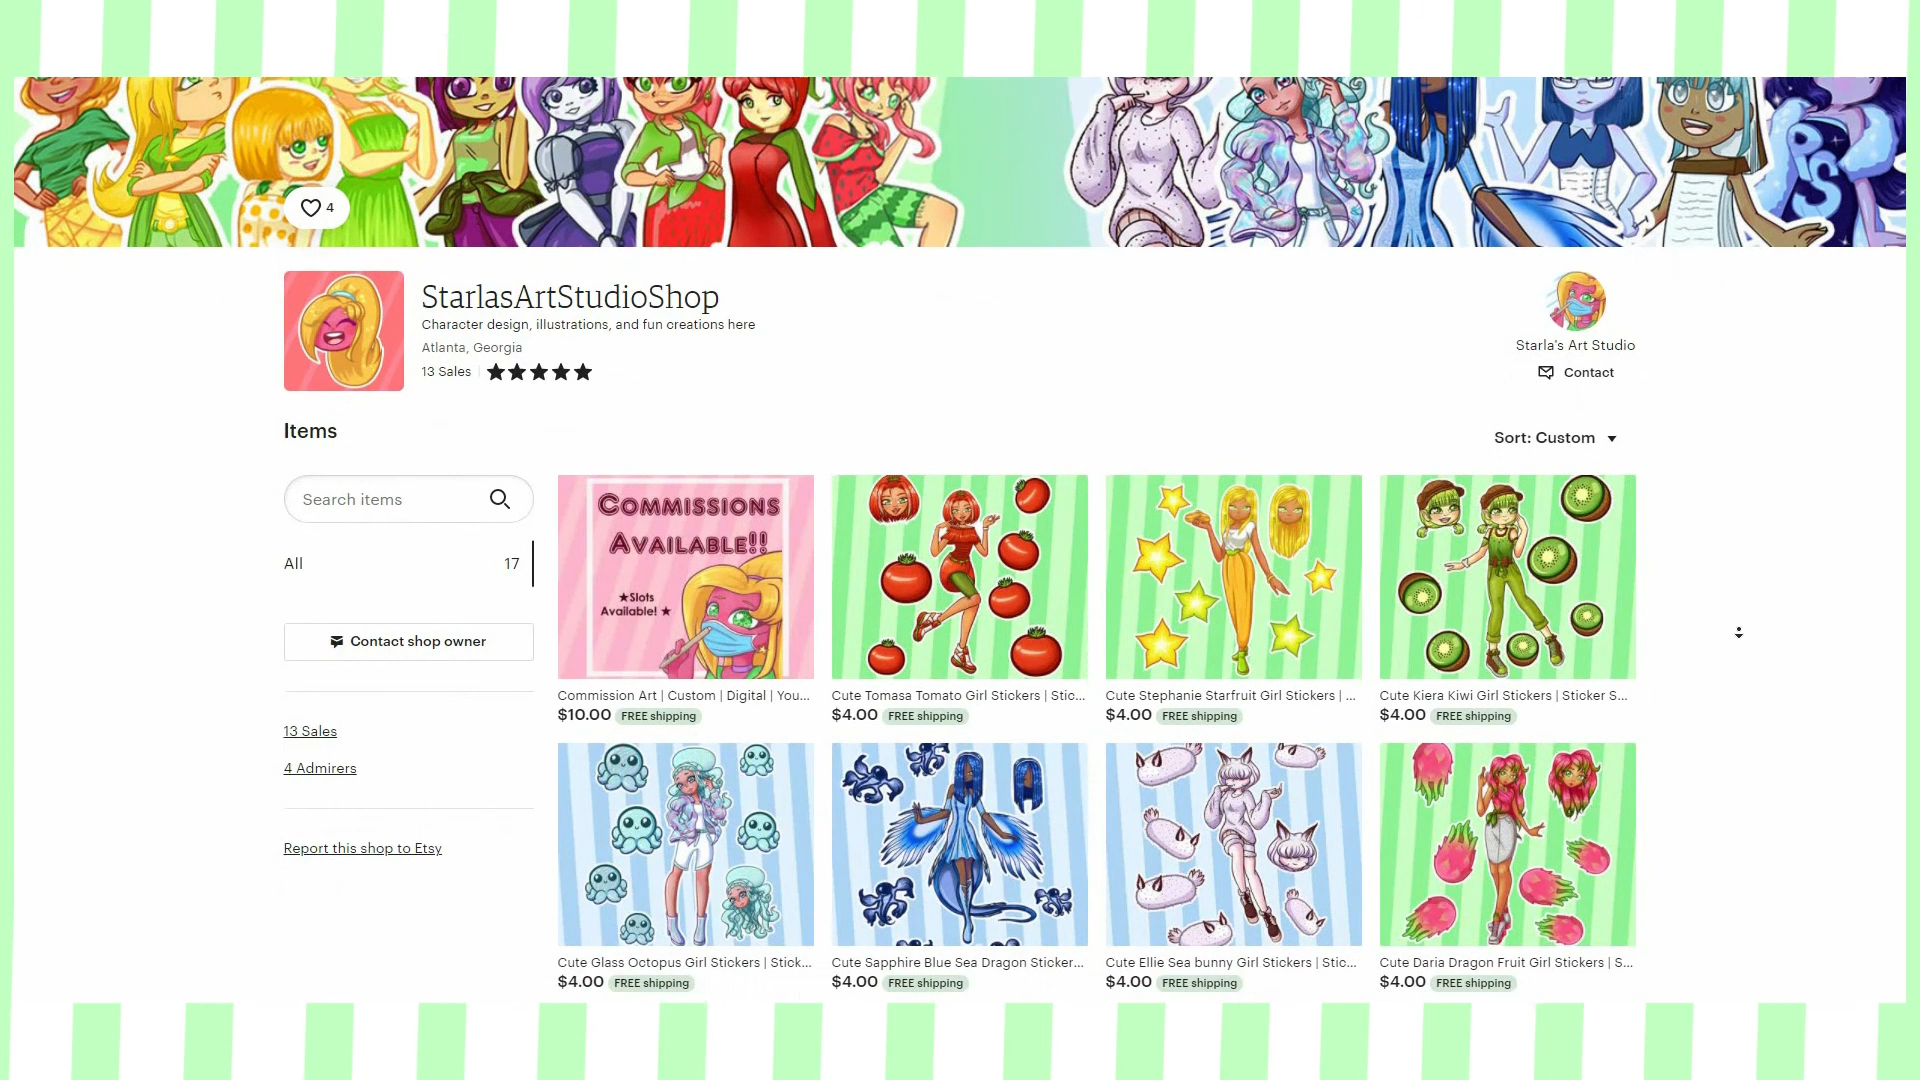 4
StarlasArtStudioShop
Character design, illustrations, and fun creations here
Atlanta, Georgia
13 Sales
Starla's Art Studio
Contact
Items
Sort: Custom
Search items
All 17
Contact shop owner
13 Sales
4 Admirers
Report this shop to Etsy
COMMISSIONS
AVAILABLE!!
★Slots
Available! ★
Commission Art | Custom | Digital | You...
$10.00 FREE shipping
Cute Tomasa Tomato Girl Stickers | Stic...
$4.00 FREE shipping
Cute Stephanie Starfruit Girl Stickers | ...
$4.00 FREE shipping
Cute Kiera Kiwi Girl Stickers | Sticker S...
$4.00 FREE shipping
Cute Glass Octopus Girl Stickers | Stick...
$4.00 FREE shipping
Cute Sapphire Blue Sea Dragon Sticker...
$4.00 FREE shipping
Cute Ellie Sea bunny Girl Stickers | Stic...
$4.00 FREE shipping
Cute Daria Dragon Fruit Girl Stickers | S...
$4.00 FREE shipping